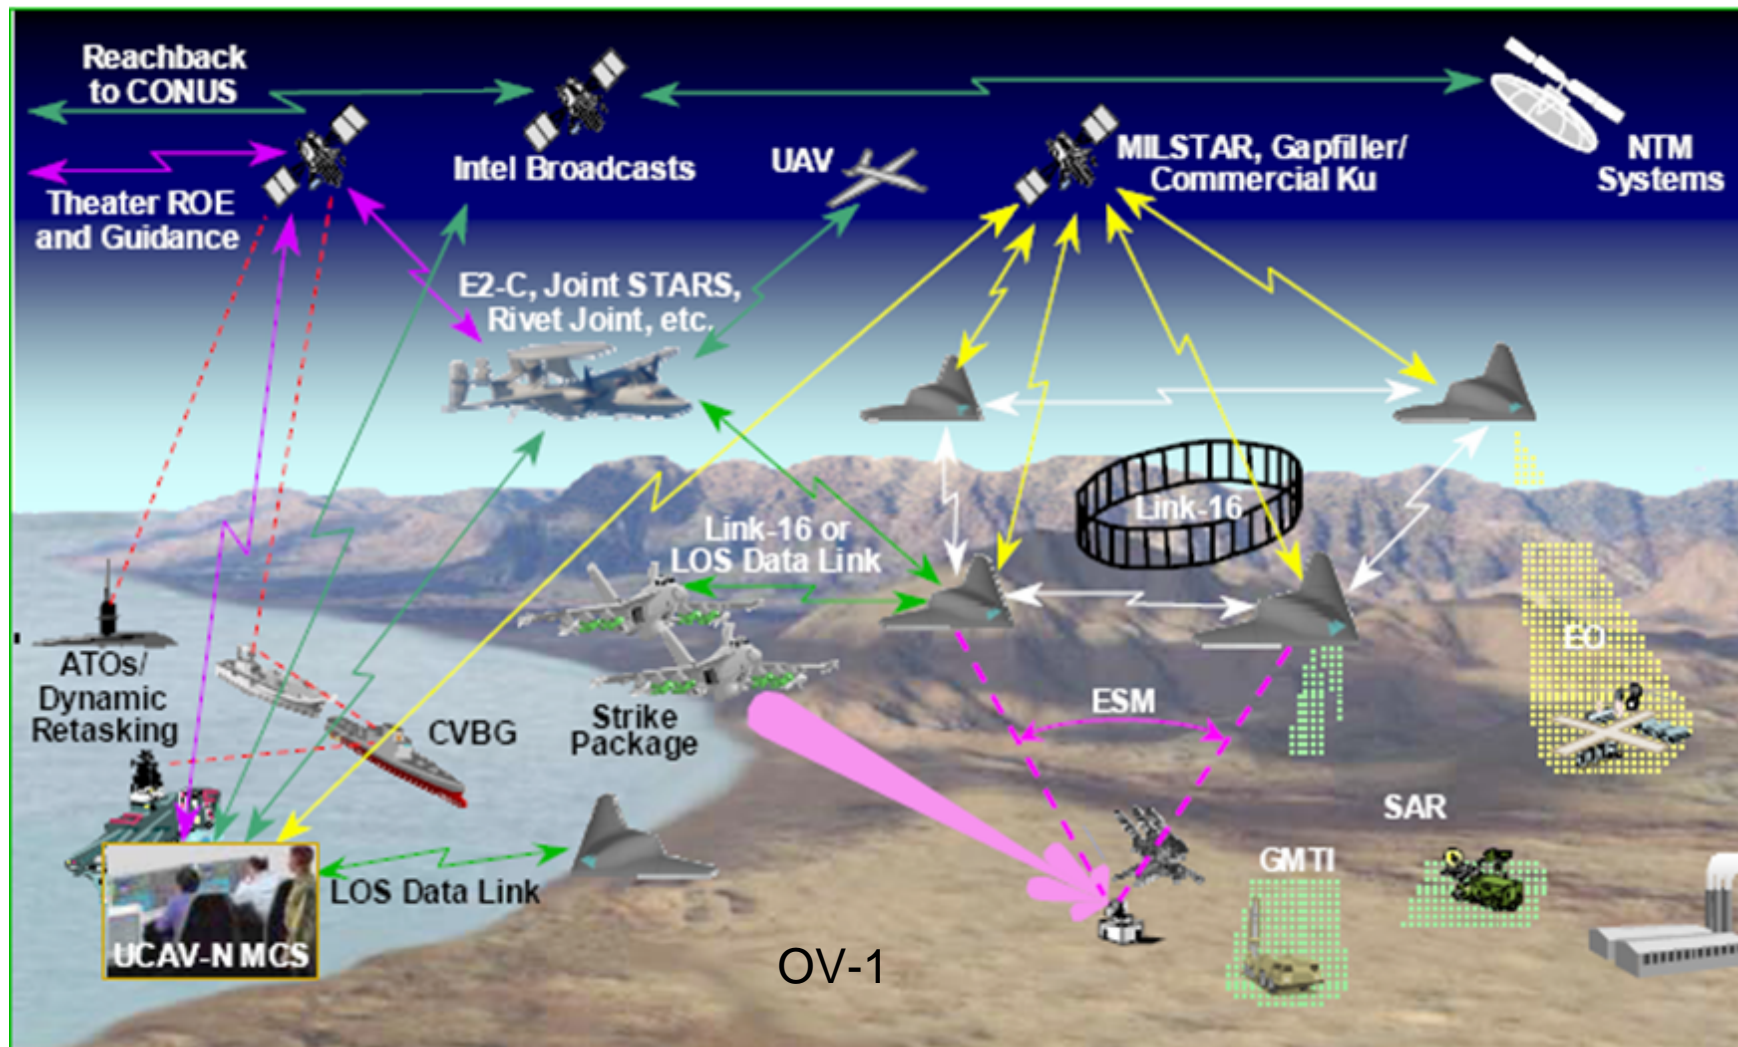 Reachback
to CONUS
Intel Broadcasts
UAV
MILSTAR, Gapfiller/
Commercial Ku
NTM
Systems
Theater ROE
and Guidance
E2-C, Joint STARS,
Rivet Joint, etc.
Link-16
Link-16 or
LOS Data Link
EO
ATOs/
Dynamic
Retasking
CVBG
Strike
Package
ESM
SAR
GMTI
LOS Data Link
UCAV-N MCS
OV-1